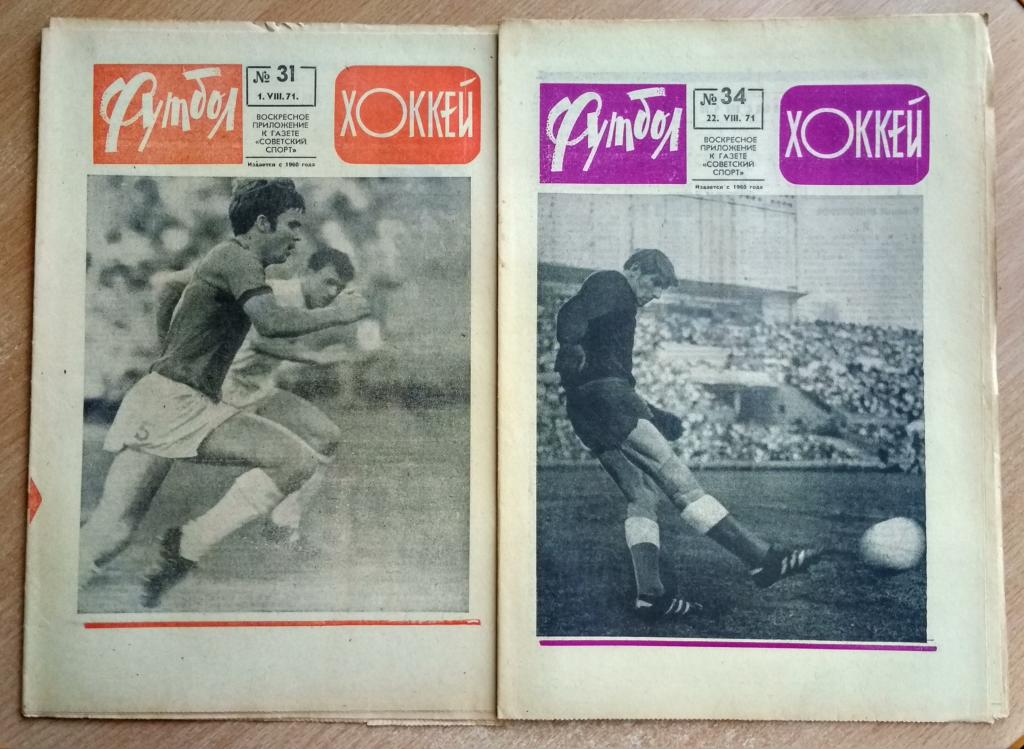 Футбол
№ 31
1. VIII. 71.
ВОСКРЕСНОЕ
ПРИЛОЖЕНИЕ
К ГАЗЕТЕ
«СОВЕТСКИЙ
СПОРТ»
Издается с 1960 года
ХОККЕЙ
5
Футбол
№ 34
22. VIII. 71
ВОСКРЕСНОЕ
ПРИЛОЖЕНИЕ
К ГАЗЕТЕ
«СОВЕТСКИЙ
СПОРТ»
Издается с 1960 года
ХОККЕЙ